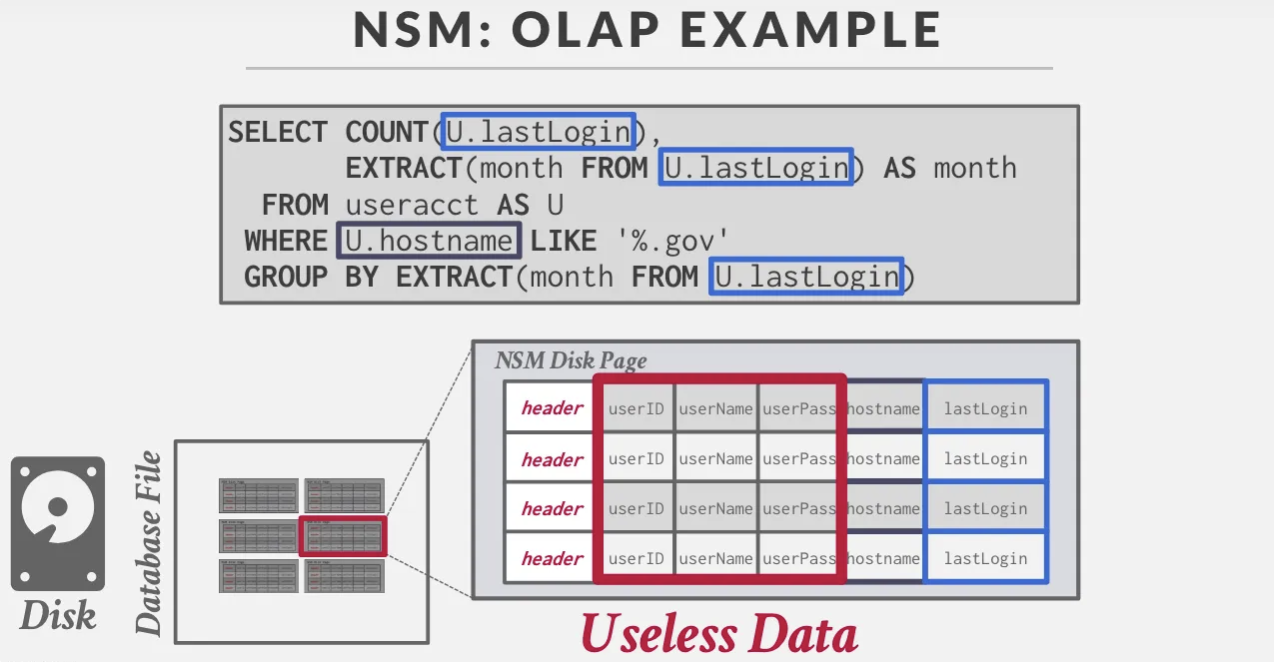 NSM: OLAP EXAMPLE
SELECT COUNT(U.lastLogin),
EXTRACT(month FROM U.lastLogin) AS month
FROM useracct AS U
WHERE U.hostname LIKE '%.gov'
GROUP BY EXTRACT(month FROM U.lastLogin)
NSM Disk Page
header userID userName userPass hostname lastLogin
header userID userName userPass hostname lastLogin
header userID userName userPass hostname lastLogin
header userID userName userPass hostname lastLogin
Database File
Disk
Useless Data